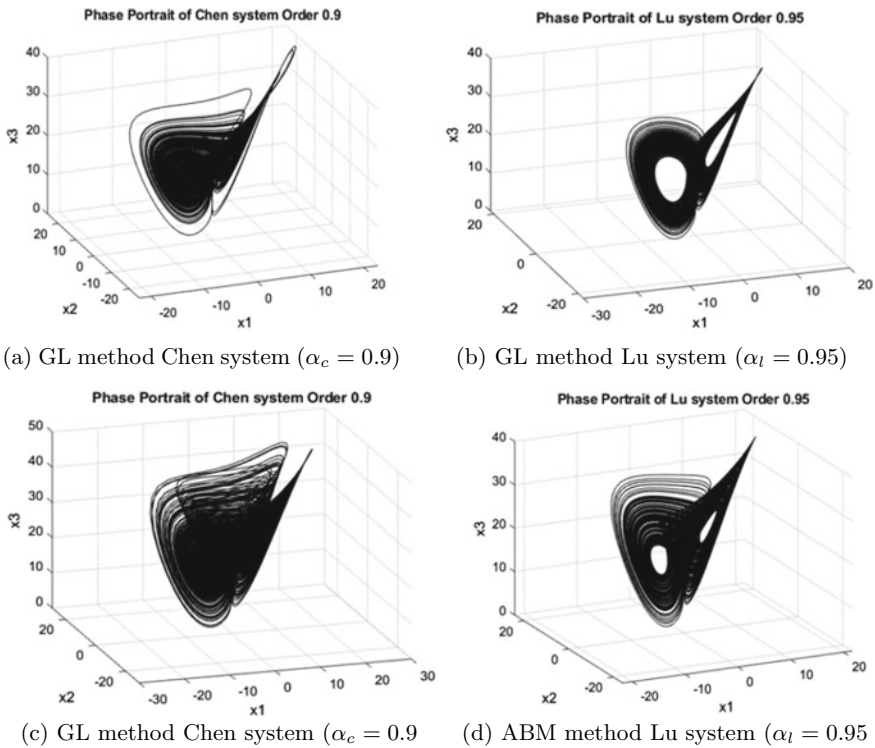 Phase Portrait of Chen system Order 0.9
40
30
20
10
0
x3
20
10
0
-10
-20
x2
-20
-10
0
10
20
x1
(a) GL method Chen system (α_c = 0.9)
Phase Portrait of Lu system Order 0.95
40
30
20
10
0
x3
20
0
-20
x2
-30
-20
-10
0
10
20
x1
(b) GL method Lu system (α_l = 0.95)
Phase Portrait of Chen system Order 0.9
50
40
30
20
10
0
x3
20
0
-20
x2
-30
-20
-10
0
10
20
30
x1
(c) GL method Chen system (α_c = 0.9
Phase Portrait of Lu system Order 0.95
40
30
20
10
0
x3
20
0
-20
x2
-20
-10
0
10
20
x1
(d) ABM method Lu system (α_l = 0.95